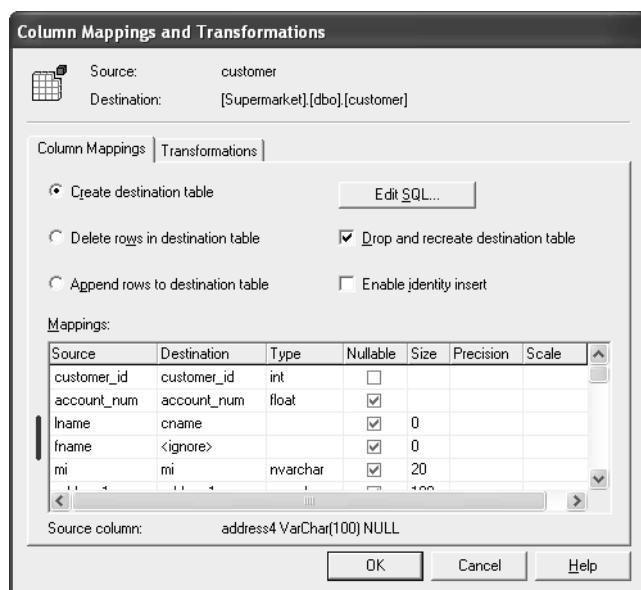 Column Mappings and Transformations
Source: customer
Destination: [Supermarket].[dbo].[customer]
Column Mappings Transformations
Create destination table Edit SQL...
Delete rows in destination table Drop and recreate destination table
Append rows to destination table Enable identity insert
Mappings:
Source Destination Type Nullable Size Precision Scale
customer_id customer_id int
account_num account_num float
lname cname 0
fname <ignore> 0
mi mi nvarchar 20
Source column: address4 VarChar(100) NULL
OK Cancel Help